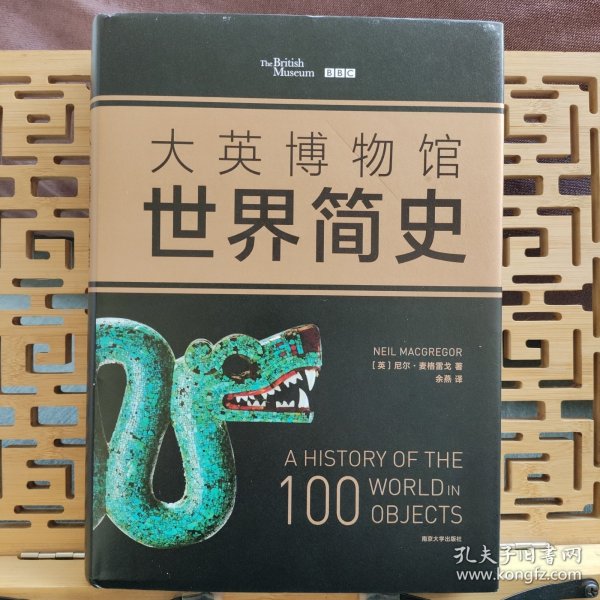 The British Museum BBC
大英博物馆
世界简史
NEIL MACGREGOR
［英］尼尔·麦格雷戈 著
余燕 译
A HISTORY OF THE
100 WORLD IN
OBJECTS
南京大学出版社
孔夫子旧书网
www.kongfz.com